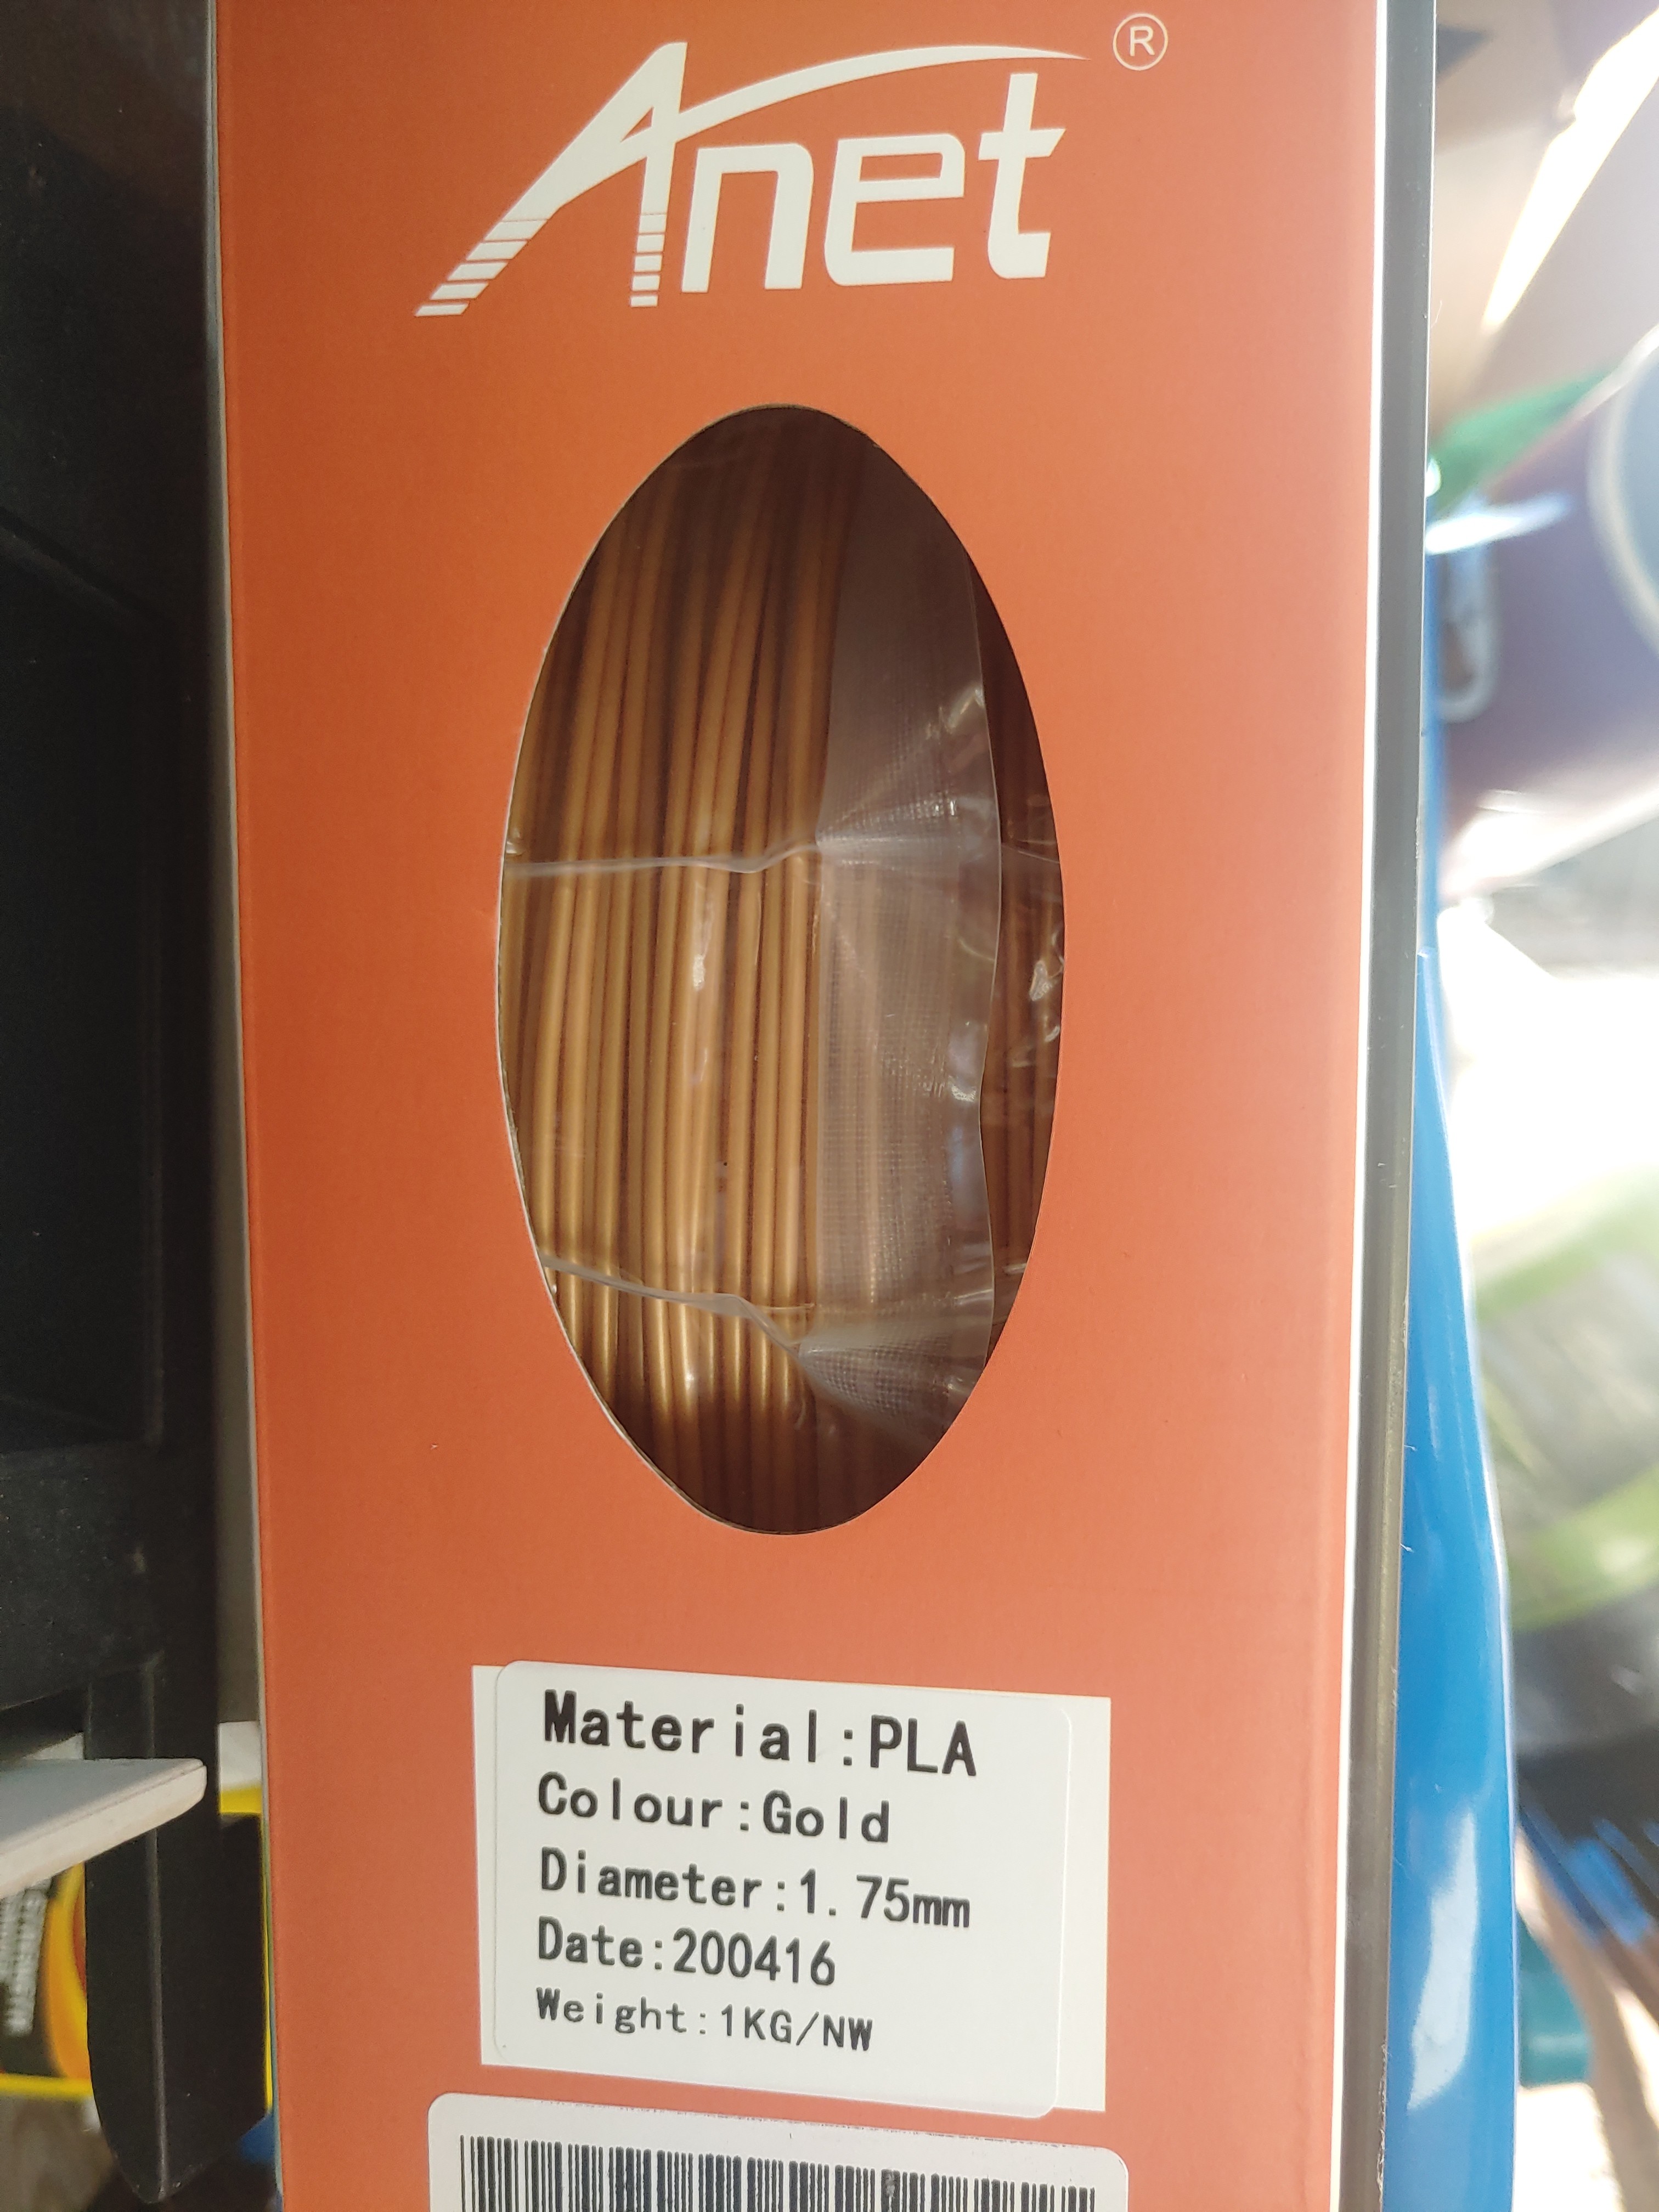 Anet ®
Material:PLA
Colour:Gold
Diameter:1.75mm
Date:200416
Weight:1KG/NW